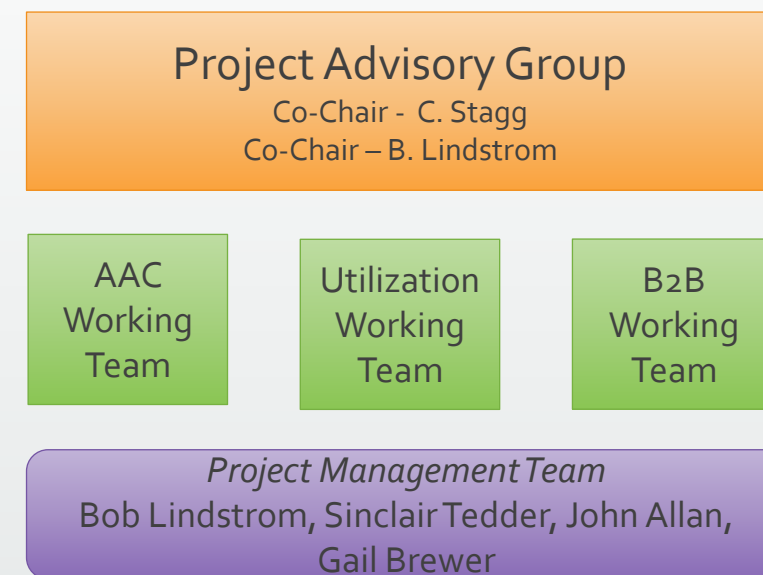 Project Advisory Group
Co-Chair - C. Stagg
Co-Chair – B. Lindstrom
AAC
Working
Team
Utilization
Working
Team
B2B
Working
Team
Project Management Team
Bob Lindstrom, Sinclair Tedder, John Allan,
Gail Brewer